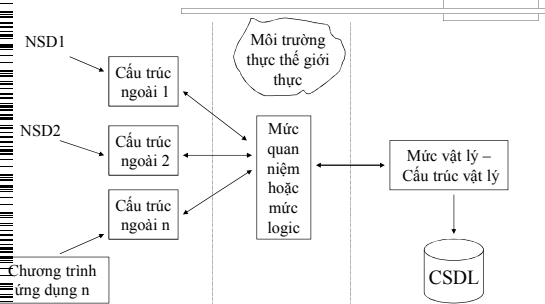 NSD1
Cấu trúc
ngoài 1
NSD2
Cấu trúc
ngoài 2
Cấu trúc
ngoài n
Chương trình
ứng dụng n
Môi trường
thực thế giới
thực
Mức
quan
niệm
hoặc
mức
logic
Mức vật lý –
Cấu trúc vật lý
CSDL